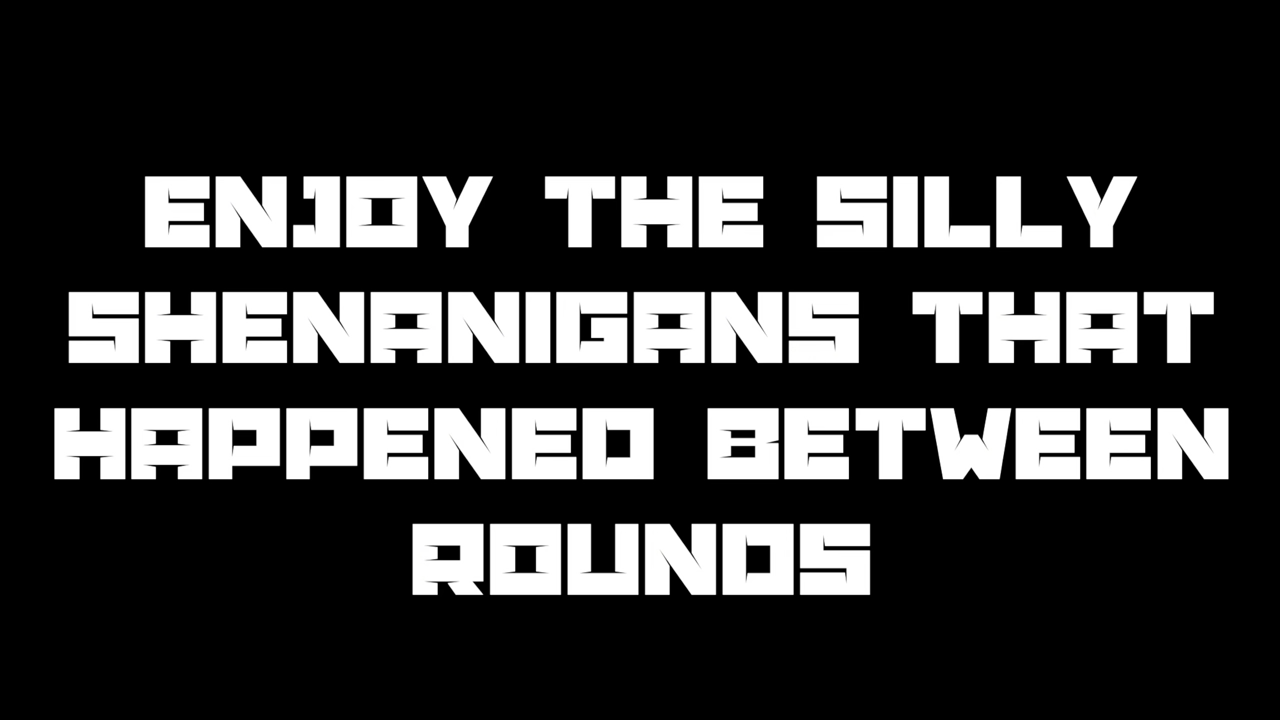 ENJOY THE SILLY
SHENANIGANS THAT
HAPPENED BETWEEN
ROUNDS